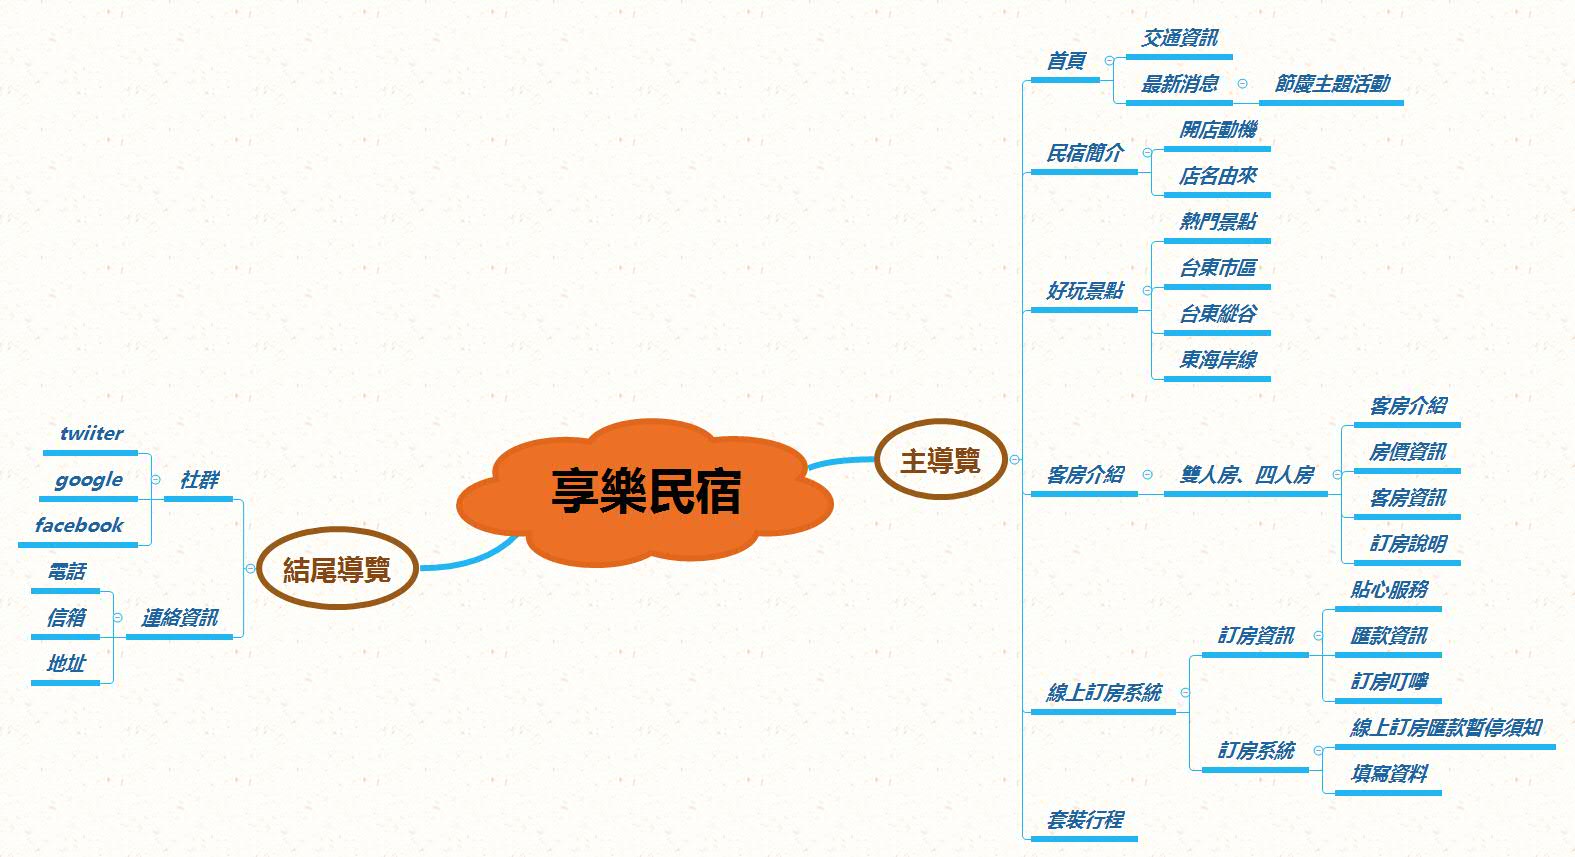 享樂民宿
主導覽
首頁
交通資訊
最新消息
節慶主題活動
民宿簡介
開店動機
店名由來
好玩景點
熱門景點
台東市區
台東縱谷
東海岸線
客房介紹
雙人房、四人房
客房介紹
房價資訊
客房資訊
訂房說明
線上訂房系統
訂房資訊
貼心服務
匯款資訊
訂房叮嚀
訂房系統
線上訂房匯款暫停須知
填寫資料
套裝行程
結尾導覽
社群
twiiter
google
facebook
連絡資訊
電話
信箱
地址